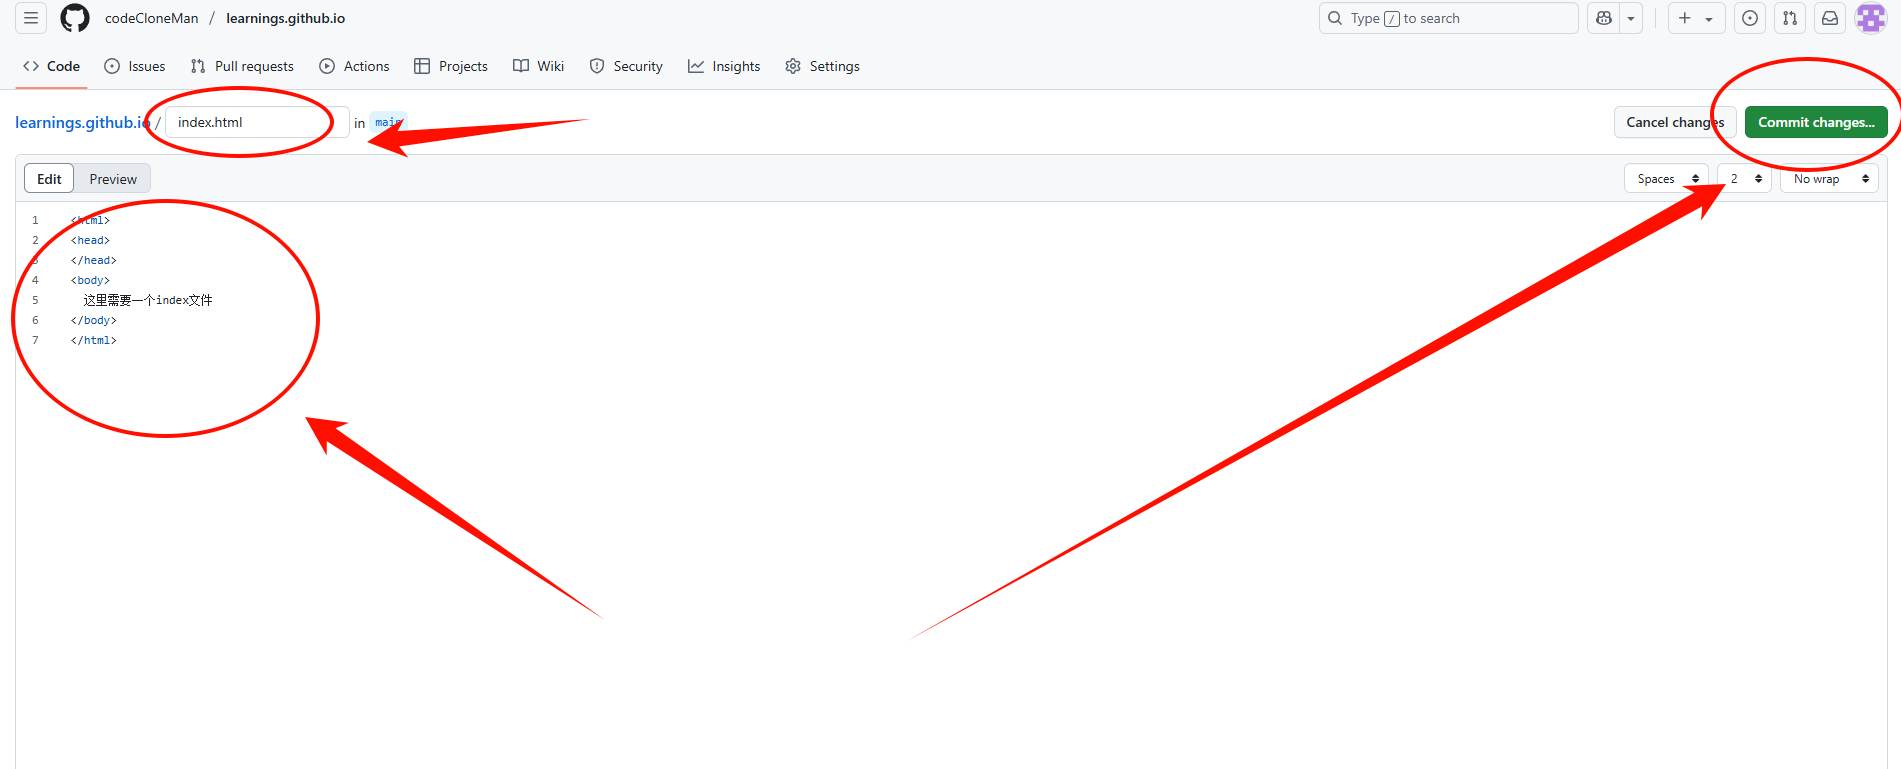 codeCloneMan / learnings.github.io
Type / to search
Code Issues Pull requests Actions Projects Wiki Security Insights Settings
learnings.github.io / index.html in main
Cancel changes Commit changes...
Edit Preview
Spaces 2 No wrap
1 <html>
2 <head>
3 </head>
4 <body>
5 这里需要一个index文件
6 </body>
7 </html>